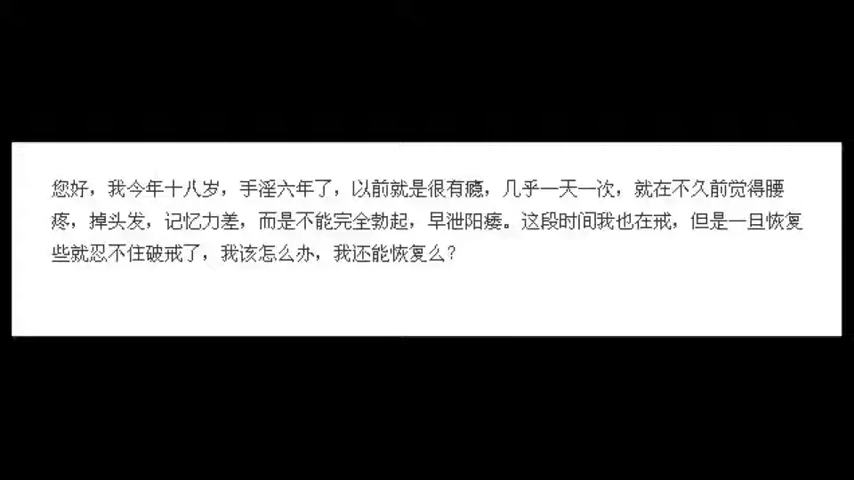 您好，我今年十八岁，手淫六年了，以前就是很有瘾，几乎一天一次，就在不久前觉得腰
疼，掉头发，记忆力差，而是不能完全勃起，早泄阳痿。这段时间我也在戒，但是一旦恢复
些就忍不住破戒了，我该怎么办，我还能恢复么？